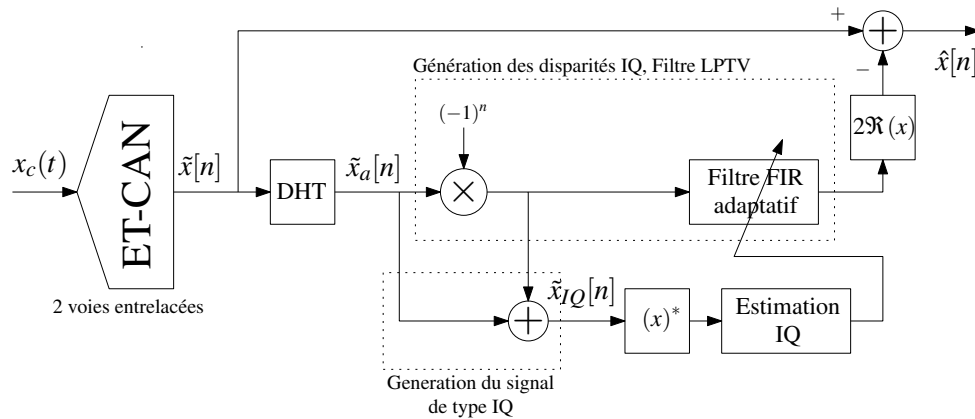 +
x̂[n]
−
Génération des disparités IQ, Filtre LPTV
(−1)ⁿ
2ℜ(x)
x_c(t)
ET-CAN
x̃[n]
DHT
x̃_a[n]
×
Filtre FIR
adaptatif
2 voies entrelacées
x̃_IQ[n]
+
(x)*
Estimation
IQ
Generation du signal
de type IQ